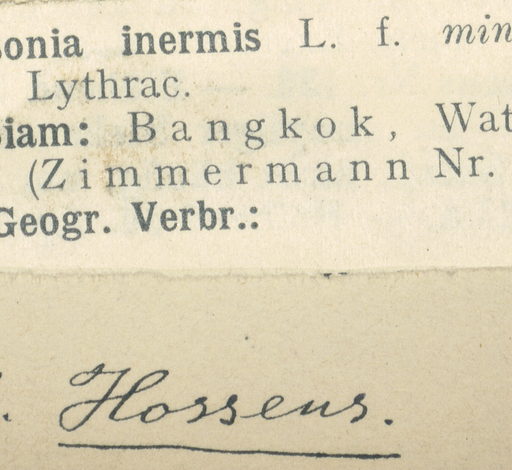 sonia inermis L. f. min
Lythrac.
Siam: Bangkok, Wat
(Zimmermann Nr.
Geogr. Verbr.:
Hosseus.